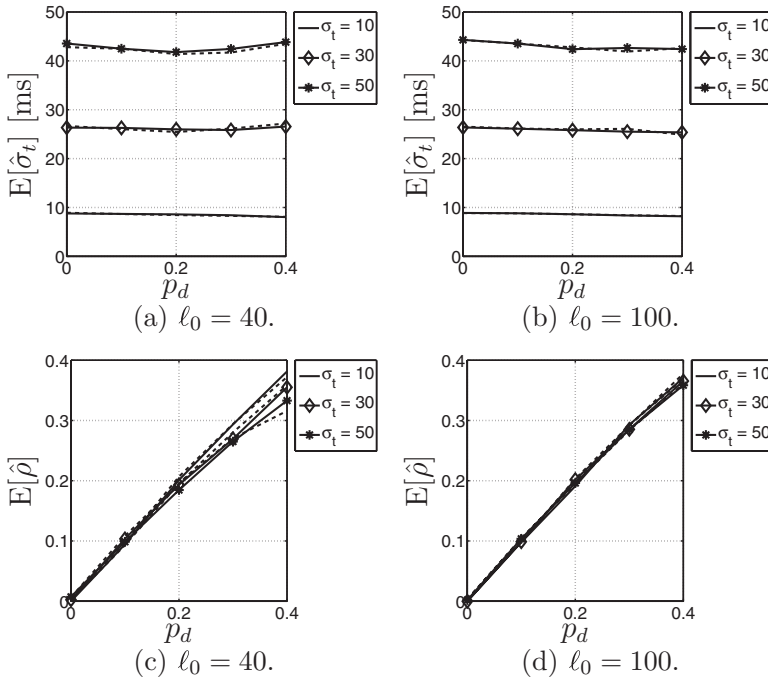 50
40
30
20
10
0
0
0.2
0.4
E[σ̂_t] [ms]
p_d
σ_t = 10
σ_t = 30
σ_t = 50
(a) ℓ_0 = 40.
50
40
30
20
10
0
0
0.2
0.4
E[σ̂_t] [ms]
p_d
σ_t = 10
σ_t = 30
σ_t = 50
(b) ℓ_0 = 100.
0.4
0.3
0.2
0.1
0
0
0.2
0.4
E[ρ̂]
p_d
σ_t = 10
σ_t = 30
σ_t = 50
(c) ℓ_0 = 40.
0.4
0.3
0.2
0.1
0
0
0.2
0.4
E[ρ̂]
p_d
σ_t = 10
σ_t = 30
σ_t = 50
(d) ℓ_0 = 100.